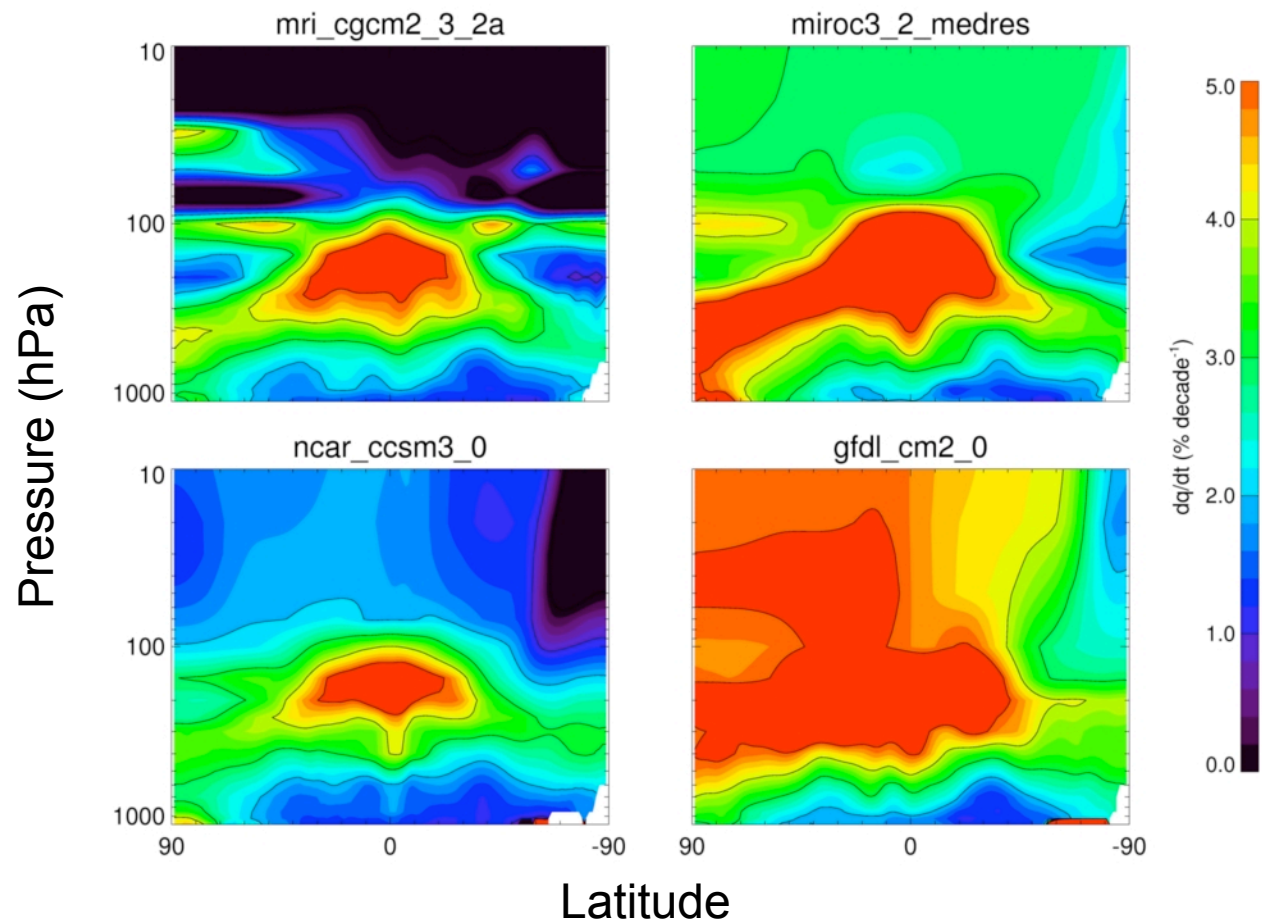 mri_cgcm2_3_2a
miroc3_2_medres
10
100
1000
ncar_ccsm3_0
gfdl_cm2_0
10
100
1000
90
0
-90
90
0
-90
Pressure (hPa)
Latitude
5.0
4.0
3.0
2.0
1.0
0.0
dq/dt (% decade⁻¹)